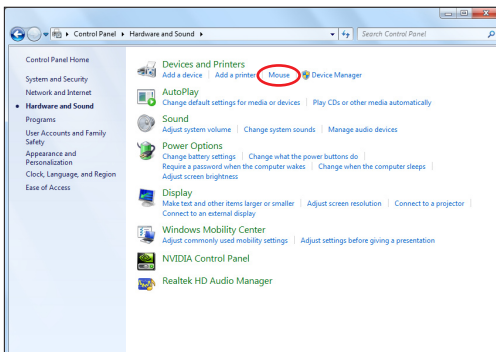 Control Panel ▸ Hardware and Sound ▸
Search Control Panel
Control Panel Home
System and Security
Network and Internet
Hardware and Sound
Programs
User Accounts and Family
Safety
Appearance and
Personalization
Clock, Language, and Region
Ease of Access
Devices and Printers
Add a device | Add a printer | Mouse | Device Manager
AutoPlay
Change default settings for media or devices | Play CDs or other media automatically
Sound
Adjust system volume | Change system sounds | Manage audio devices
Power Options
Change battery settings | Change what the power buttons do |
Require a password when the computer wakes | Change when the computer sleeps |
Adjust screen brightness
Display
Make text and other items larger or smaller | Adjust screen resolution | Connect to a projector |
Connect to an external display
Windows Mobility Center
Adjust commonly used mobility settings | Adjust settings before giving a presentation
NVIDIA Control Panel
Realtek HD Audio Manager